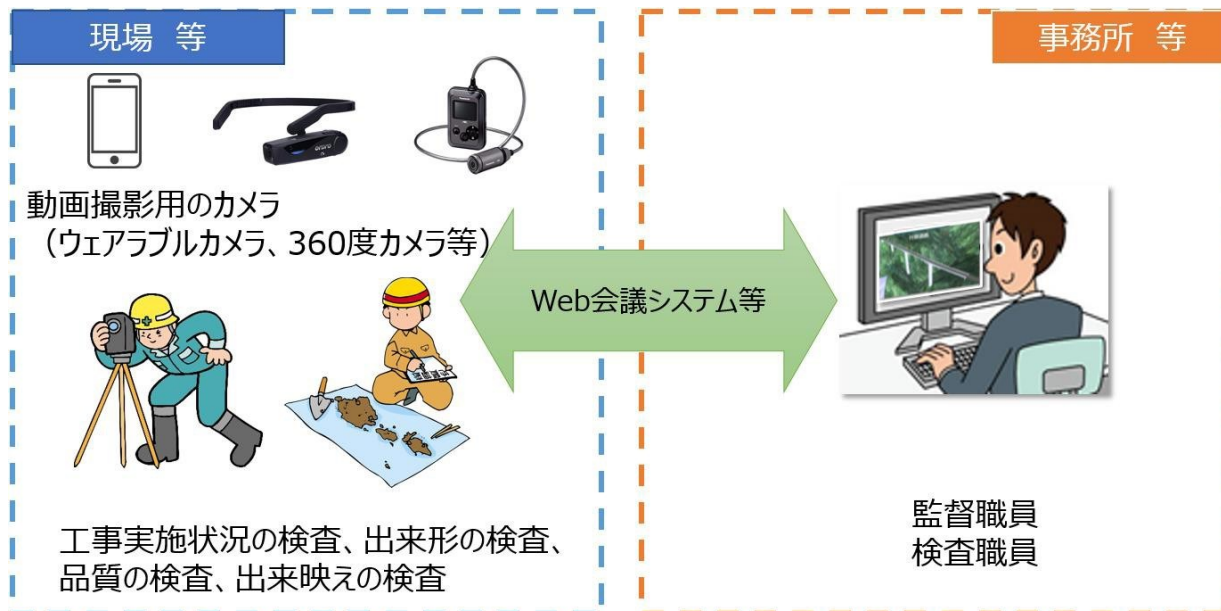 現場　等
事務所　等
動画撮影用のカメラ
（ウェアラブルカメラ、360度カメラ等）
Web会議システム等
工事実施状況の検査、出来形の検査、
品質の検査、出来映えの検査
監督職員
検査職員